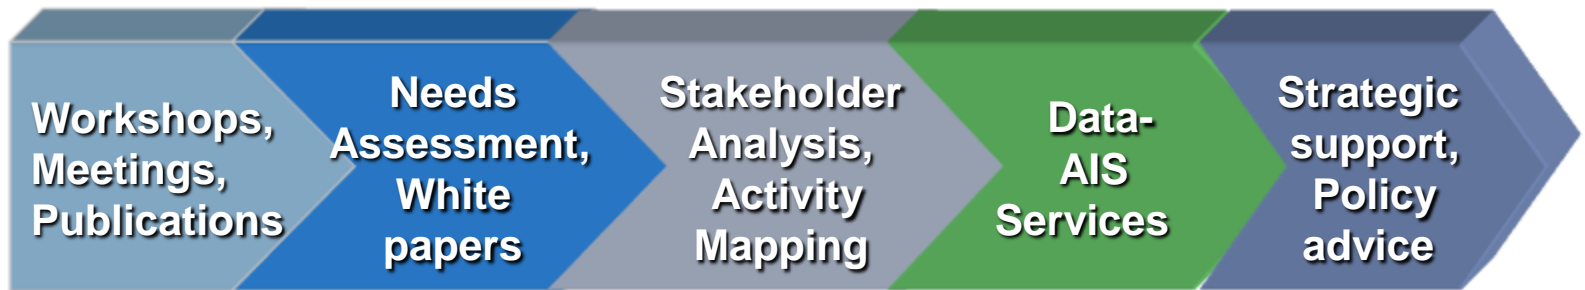 Workshops,
Meetings,
Publications
Needs
Assessment,
White
papers
Stakeholder
Analysis,
Activity
Mapping
Data-
AIS
Services
Strategic
support,
Policy
advice